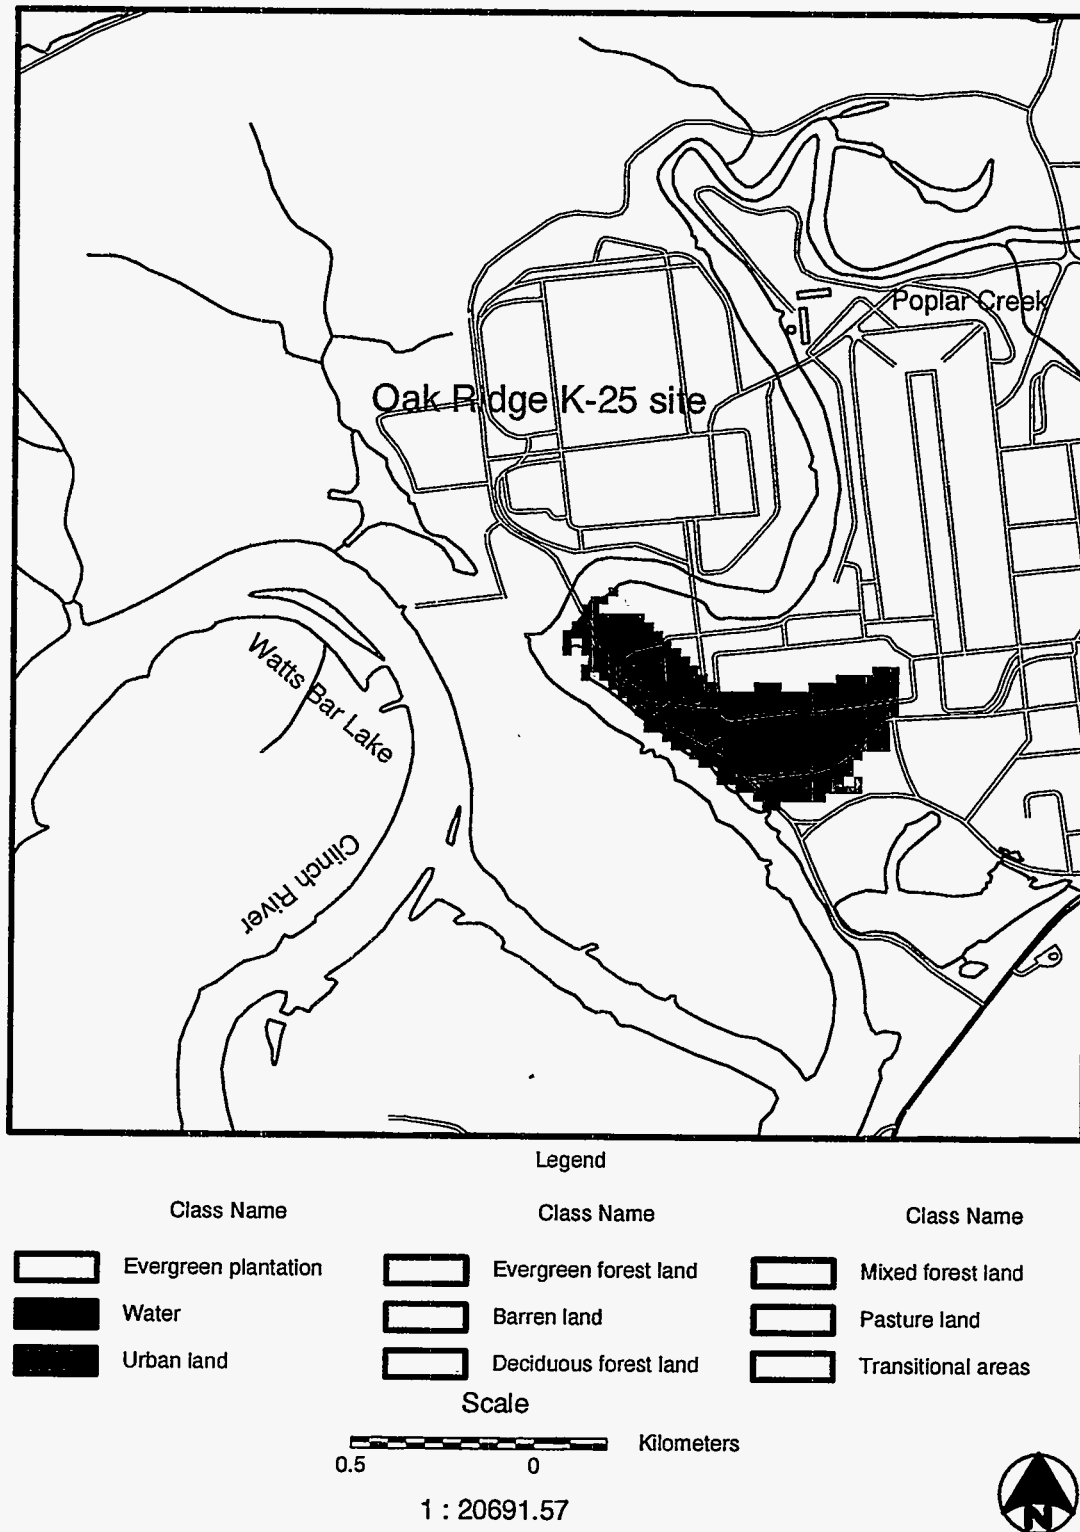 Poplar Creek
Oak Ridge K-25 site
Watts Bar Lake
Clinch River
Legend
Class Name
Class Name
Class Name
Evergreen plantation
Evergreen forest land
Mixed forest land
Water
Barren land
Pasture land
Urban land
Deciduous forest land
Transitional areas
Scale
Kilometers
0.5 0
1 : 20691.57
N